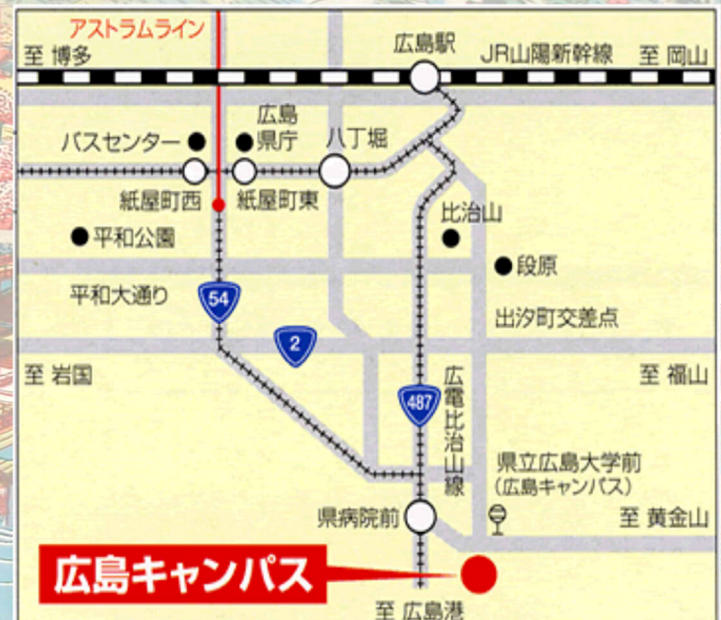 アストラムライン
至 博多
広島駅
JR山陽新幹線
至 岡山
バスセンター
広島
県庁
八丁堀
紙屋町西
紙屋町東
比治山
平和公園
段原
平和大通り
54
出汐町交差点
2
至 岩国
至 福山
487
広電比治山線
県立広島大学前
(広島キャンパス)
県病院前
至 黄金山
広島キャンパス
至 広島港